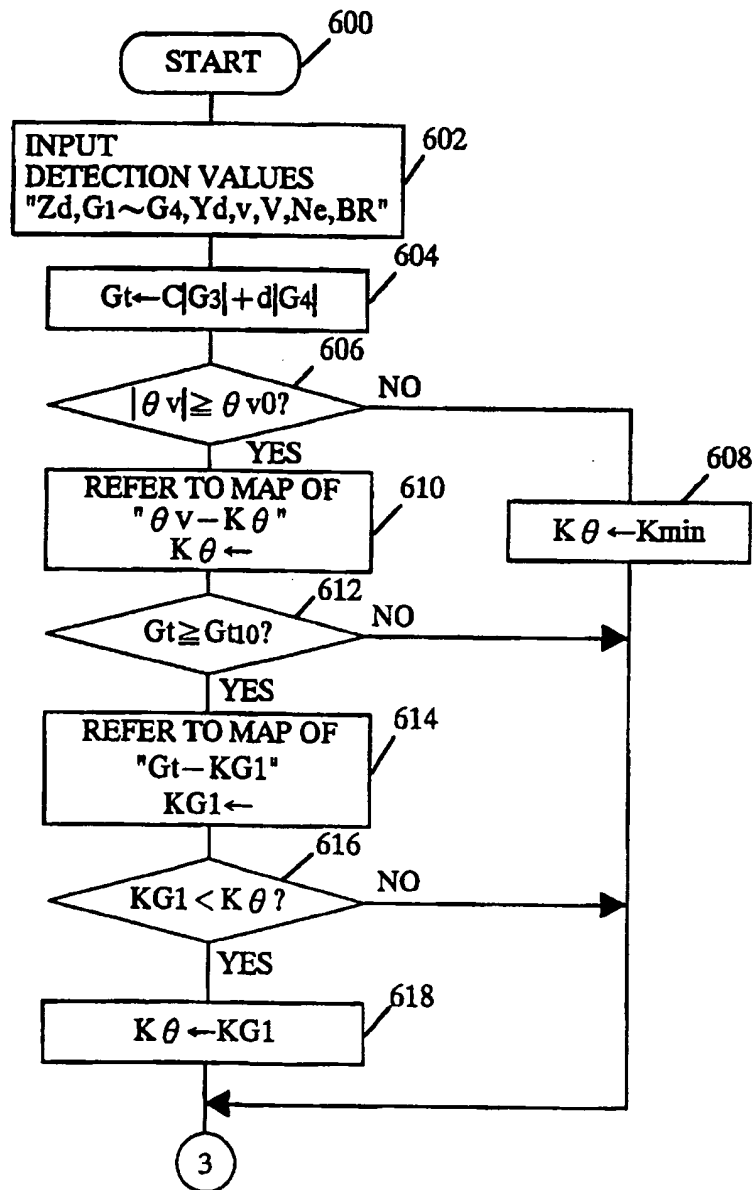 600
START
602
INPUT
DETECTION VALUES
"Zd,G1~G4,Yd,v,V,Ne,BR"
604
Gt←C|G3|+d|G4|
606
|θv|≧θv0?
NO
YES
608
Kθ←Kmin
610
REFER TO MAP OF
"θv−Kθ"
Kθ←
612
Gt≧Gt10?
NO
YES
614
REFER TO MAP OF
"Gt−KG1"
KG1←
616
KG1<Kθ?
NO
YES
618
Kθ←KG1
3